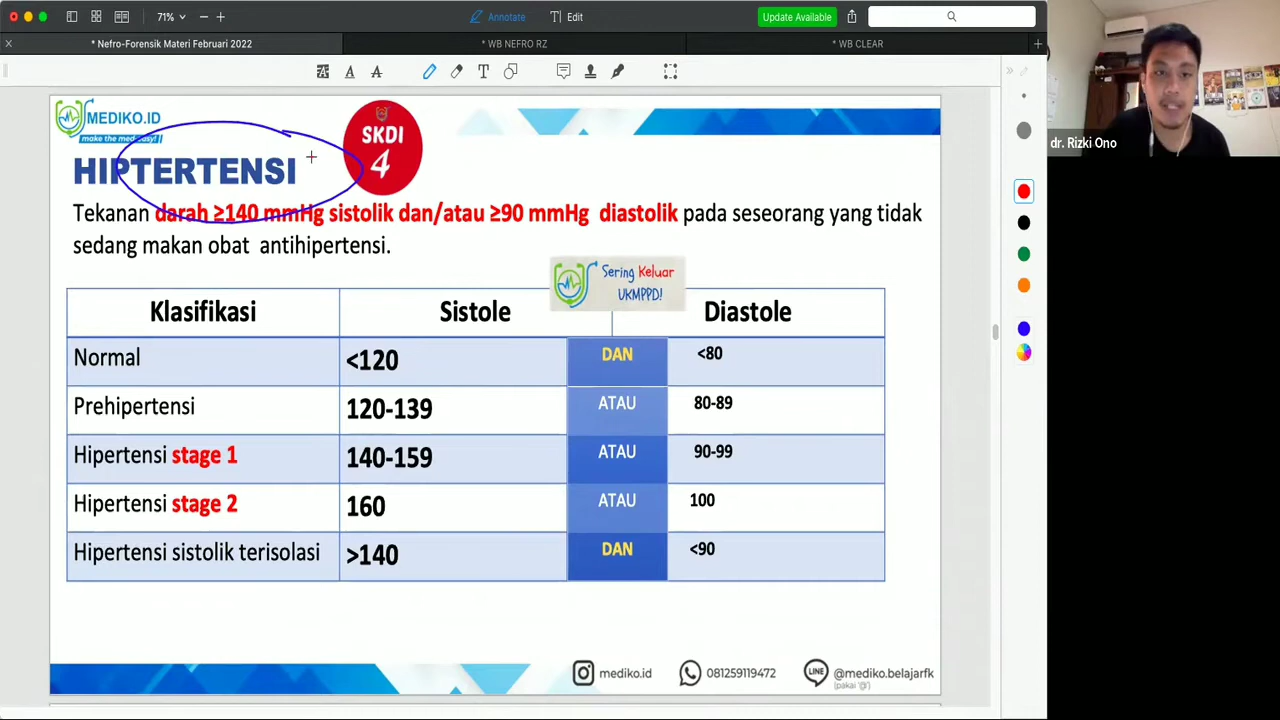 71%
Annotate
Edit
Update Available
* Nefro-Forensik Materi Februari 2022
* WB NEFRO RZ
* WB CLEAR
MEDIKO.ID
make the med easy!
SKDI
4
HIPTERTENSI
Tekanan darah ≥140 mmHg sistolik dan/atau ≥90 mmHg diastolik pada seseorang yang tidak
sedang makan obat antihipertensi.
Sering Keluar
UKMPPD!
Klasifikasi Sistole Diastole
Normal <120 DAN <80
Prehipertensi 120-139 ATAU 80-89
Hipertensi stage 1 140-159 ATAU 90-99
Hipertensi stage 2 160 ATAU 100
Hipertensi sistolik terisolasi >140 DAN <90
mediko.id
081259119472
LINE
@mediko.belajarfk
(pakai '@')
dr. Rizki Ono